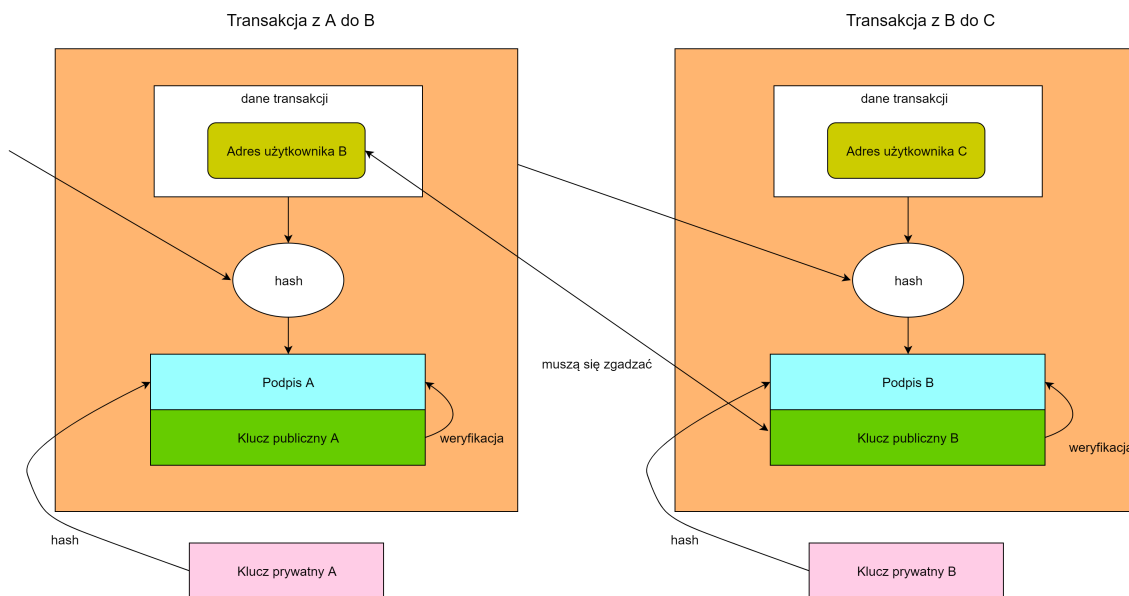 Transakcja z A do B
dane transakcji
Adres użytkownika B
hash
Podpis A
Klucz publiczny A
weryfikacja
hash
Klucz prywatny A
muszą się zgadzać
Transakcja z B do C
dane transakcji
Adres użytkownika C
hash
Podpis B
Klucz publiczny B
weryfikacja
hash
Klucz prywatny B